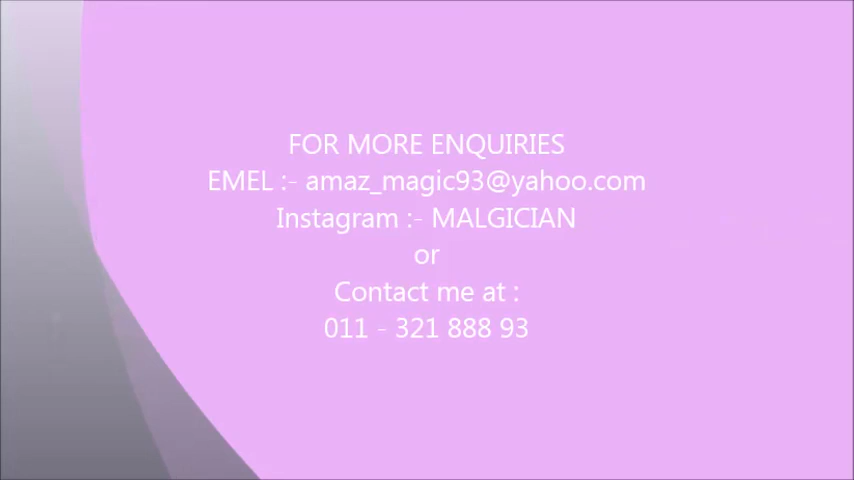 FOR MORE ENQUIRIES
EMEL :- amaz_magic93@yahoo.com
Instagram :- MALGICIAN
or
Contact me at :
011 - 321 888 93